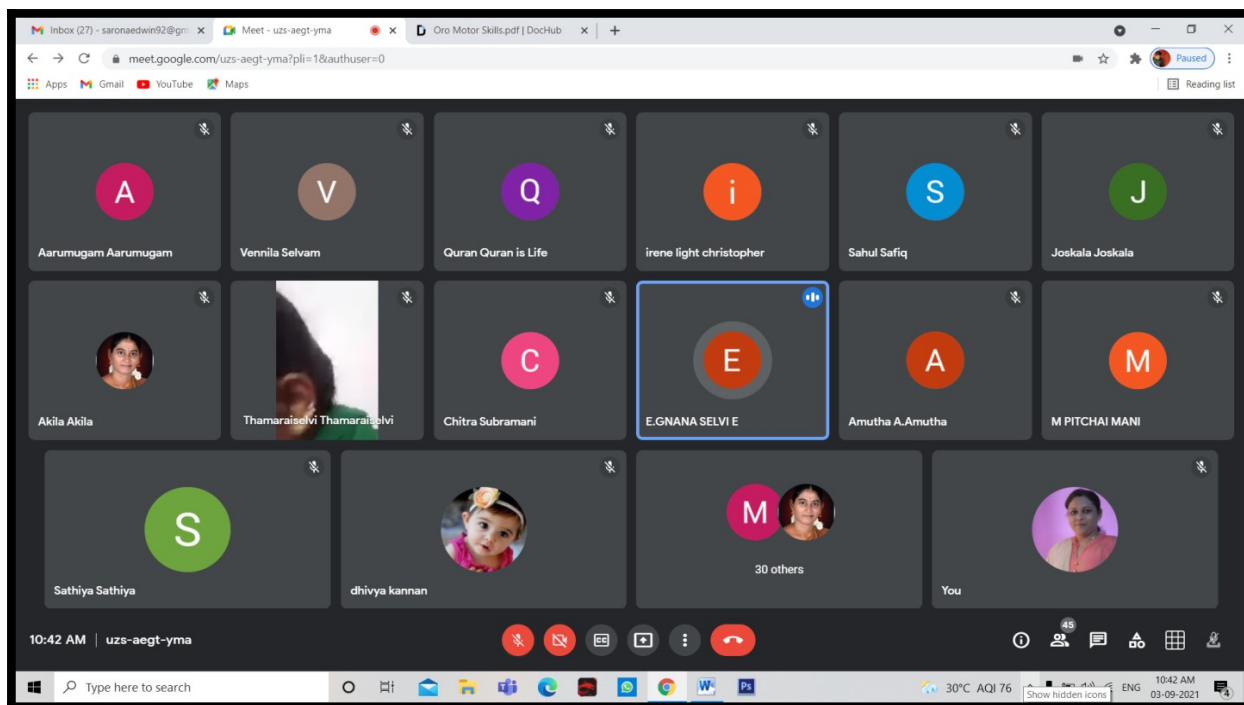 Inbox (27) - saronaedwin92@gm
Meet - uzs-aegt-yma
Oro Motor Skills.pdf | DocHub
meet.google.com/uzs-aegt-yma?pli=1&authuser=0
Paused
Apps Gmail YouTube Maps
Reading list
A V Q i S J
Aarumugam Aarumugam Vennila Selvam Quran Quran is Life irene light christopher Sahul Safiq Joskala Joskala
C E A M
Akila Akila Thamaraiselvi Thamaraiselvi Chitra Subramani E.GNANA SELVI E Amutha A.Amutha M PITCHAI MANI
S M
30 others
Sathiya Sathiya dhivya kannan You
45
10:42 AM | uzs-aegt-yma
CC
Type here to search
W Ps
30°C AQI 76
Show hidden icons
ENG
10:42 AM
03-09-2021
4